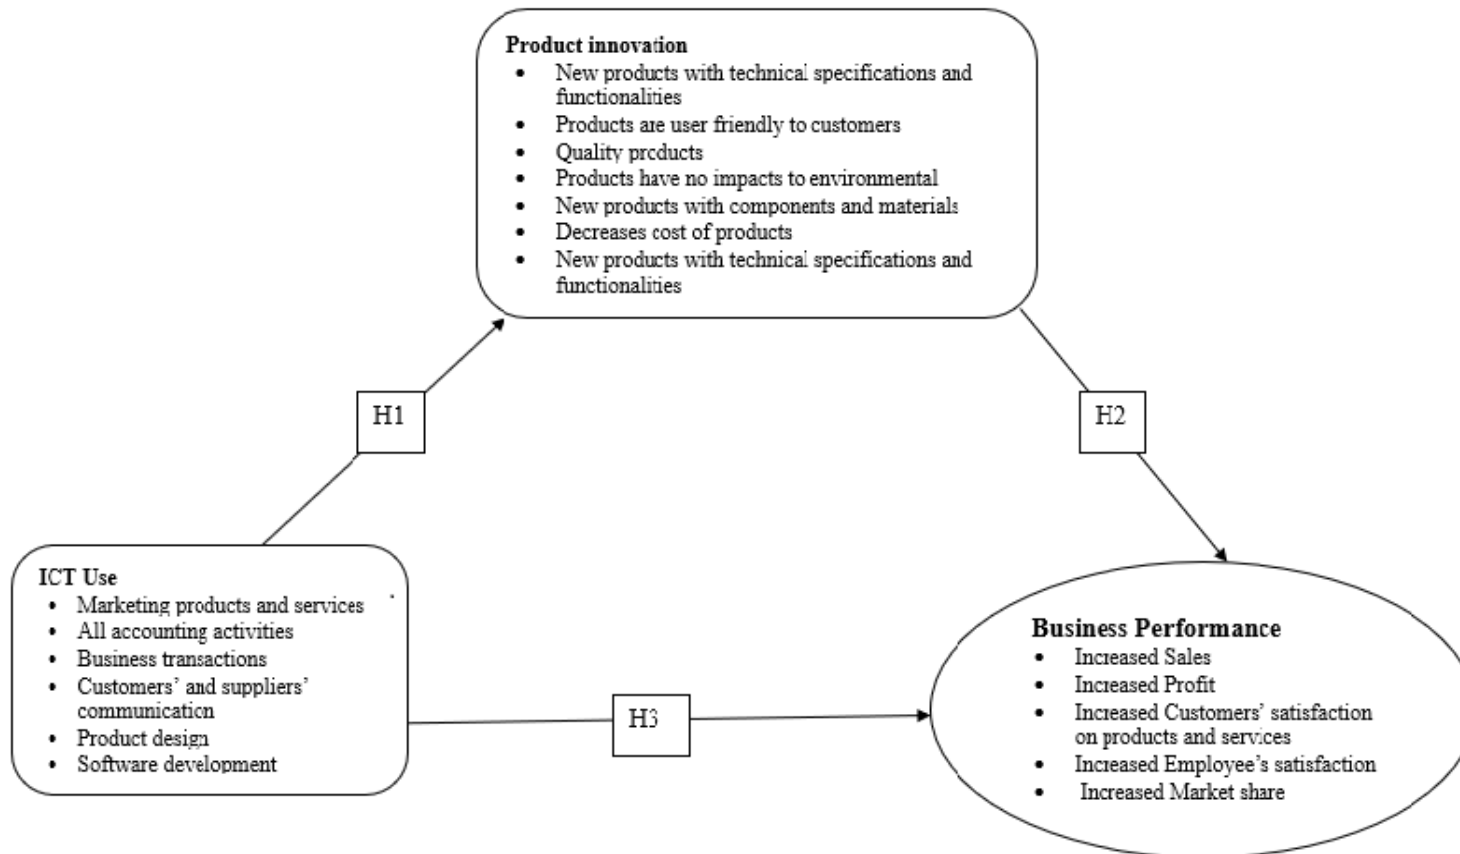 Product innovation
• New products with technical specifications and
functionalities
• Products are user friendly to customers
• Quality products
• Products have no impacts to environmental
• New products with components and materials
• Decreases cost of products
• New products with technical specifications and
functionalities
H1
H2
ICT Use
• Marketing products and services
• All accounting activities
• Business transactions
• Customers’ and suppliers’
communication
• Product design
• Software development
H3
Business Performance
• Increased Sales
• Increased Profit
• Increased Customers’ satisfaction
on products and services
• Increased Employee’s satisfaction
• Increased Market share